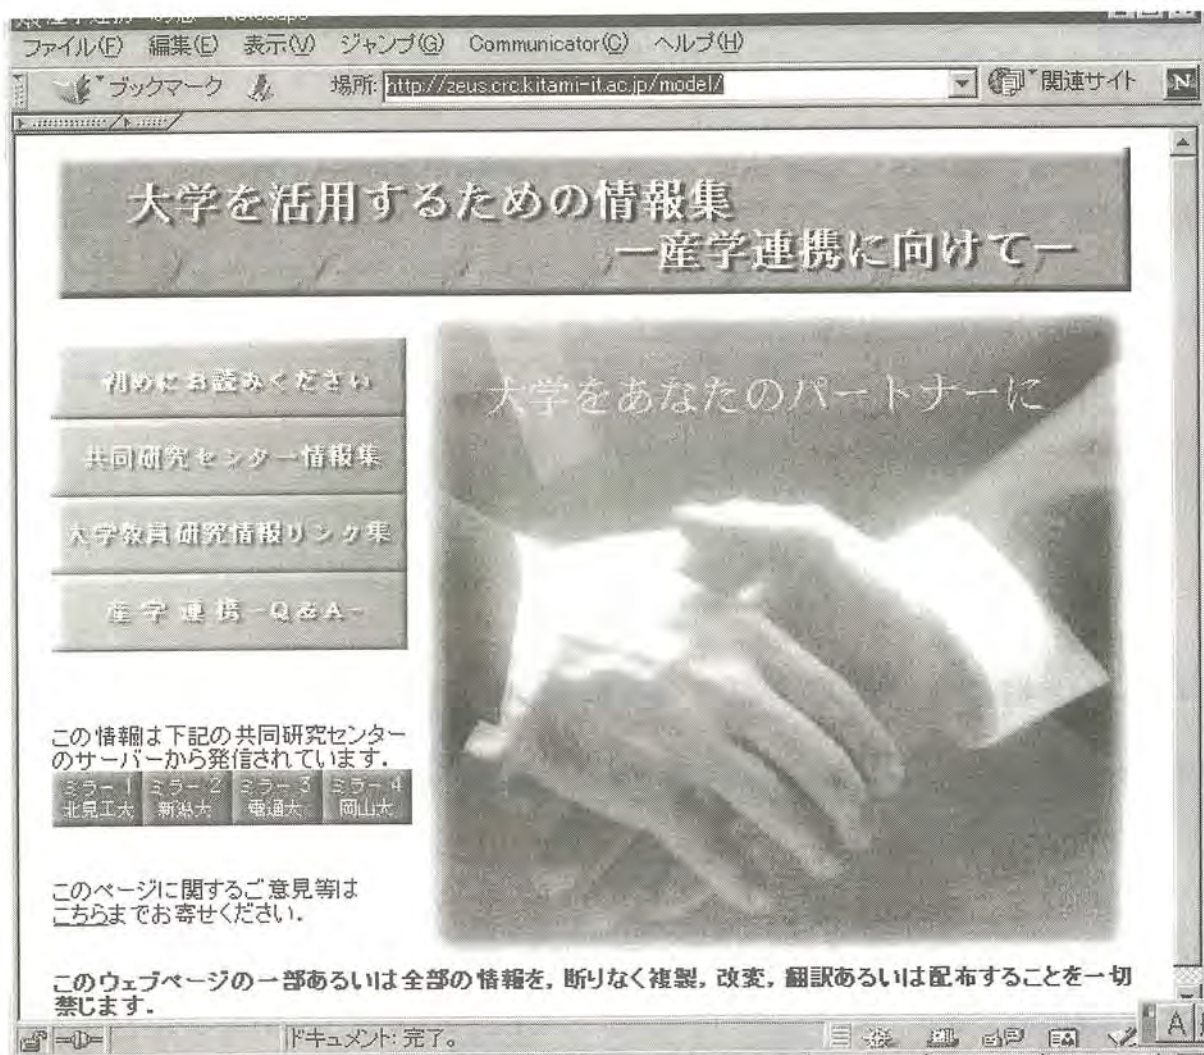 ファイル(F) 編集(E) 表示(V) ジャンプ(G) Communicator(C) ヘルプ(H)
ブックマーク 場所: http://zeus.crc.kitami-it.ac.jp/model/ 関連サイト N
大学を活用するための情報集
ー産学連携に向けてー
初めにお読みください
共同研究センター情報集
大学教員研究情報リンク集
産学連携-Q&A-
大学をあなたのパートナーに
この情報は下記の共同研究センター
のサーバーから発信されています.
ミラー1 ミラー2 ミラー3 ミラー4
北見工大 新潟大 電通大 岡山大
このページに関するご意見等は
こちらまでお寄せください.
このウェブページの一部あるいは全部の情報を, 断りなく複製, 改変, 翻訳あるいは配布することを一切
禁じます.
ドキュメント: 完了。
A